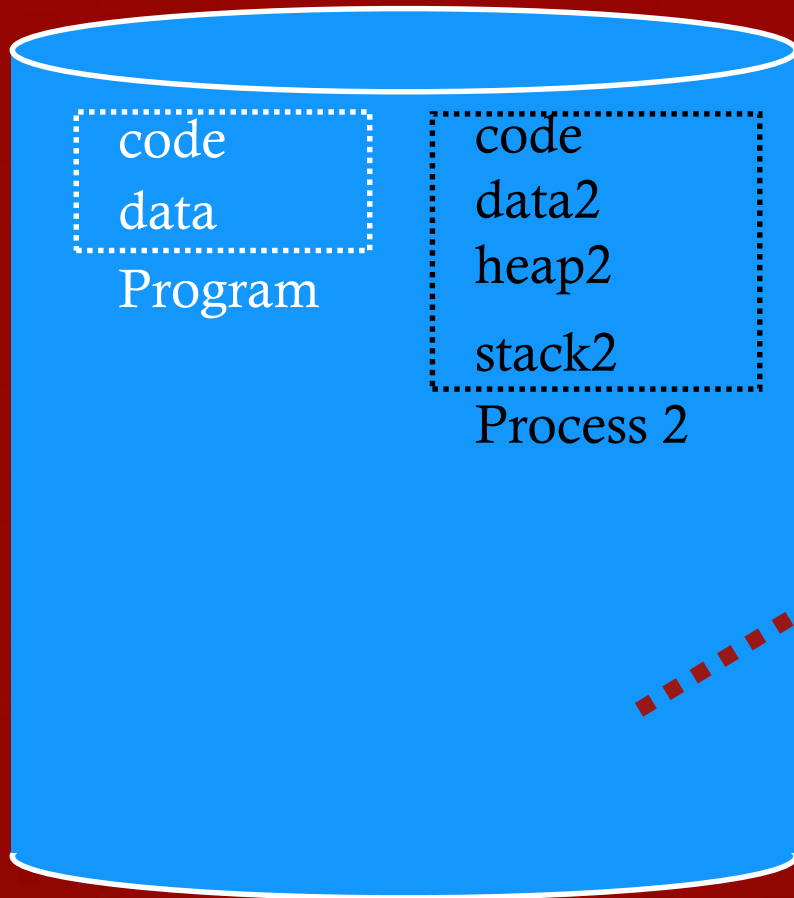 code
data
Program
code
data2
heap2
stack2
Process 2